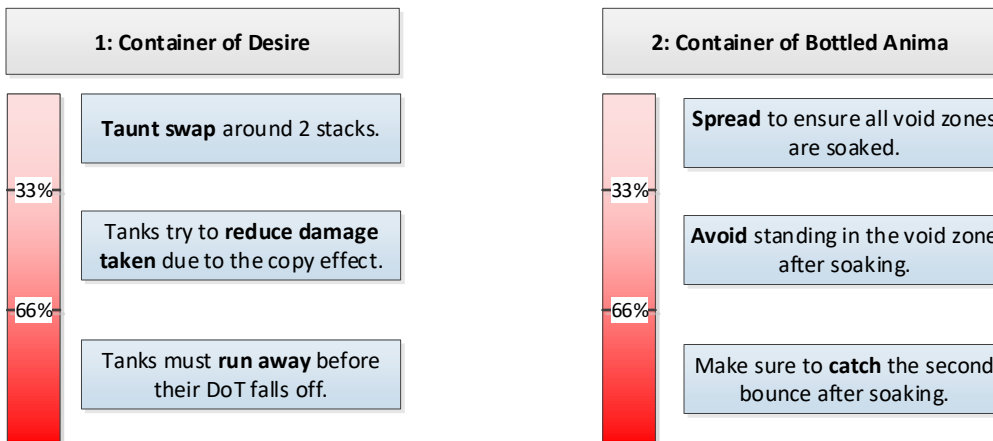 1: Container of Desire
Taunt swap around 2 stacks.
33%
Tanks try to reduce damage
taken due to the copy effect.
66%
Tanks must run away before
their DoT falls off.
2: Container of Bottled Anima
Spread to ensure all void zones
are soaked.
33%
Avoid standing in the void zone
after soaking.
66%
Make sure to catch the second
bounce after soaking.